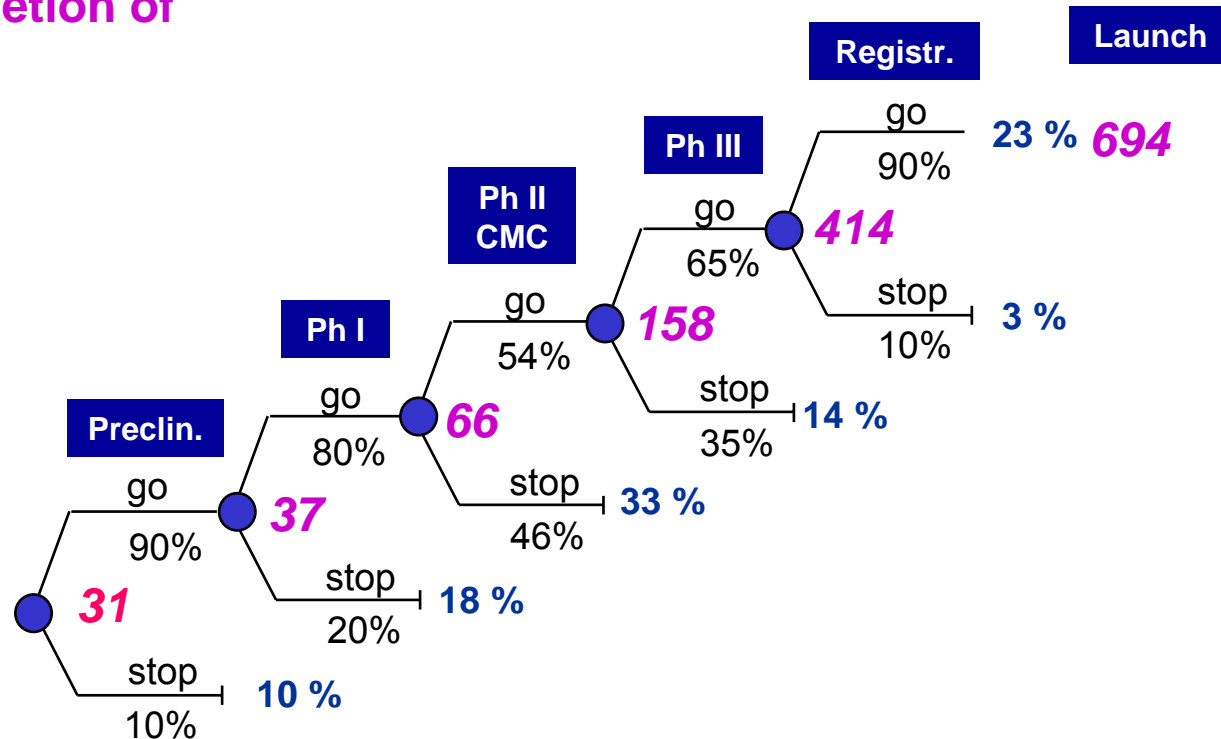 etion of
Launch
Registr.
go
23 % 694
90%
Ph III
go
414
65%
stop
3 %
10%
Ph II
CMC
go
158
54%
stop
14 %
35%
Ph I
go
66
80%
stop
33 %
46%
Preclin.
go
37
90%
stop
18 %
20%
31
stop
10 %
10%